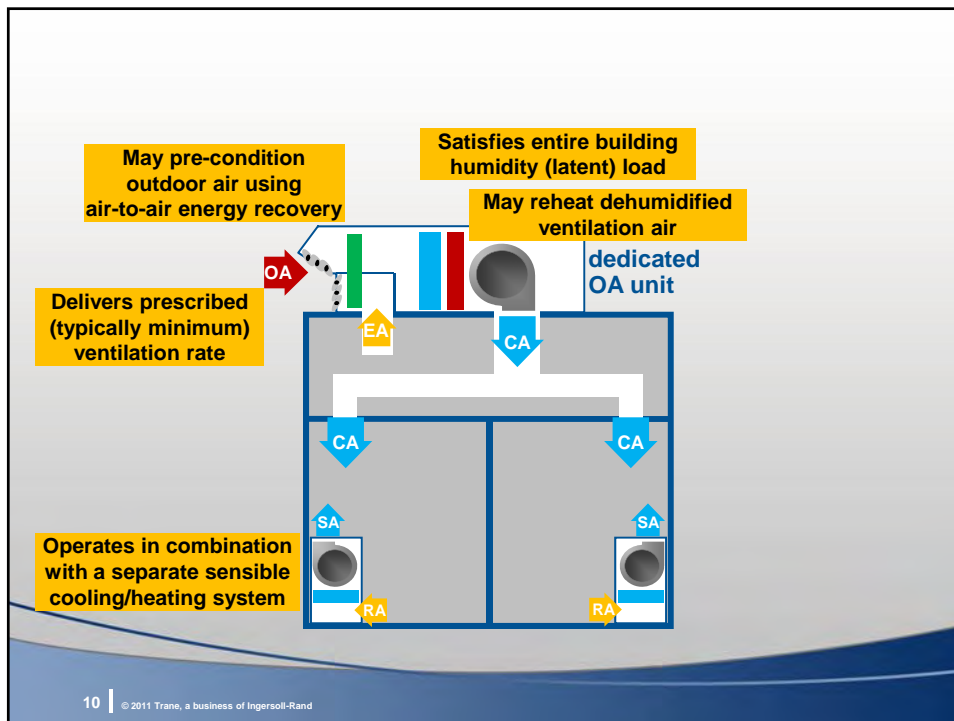 Satisfies entire building
humidity (latent) load
May pre-condition
outdoor air using
air-to-air energy recovery
May reheat dehumidified
ventilation air
dedicated
OA unit
OA
Delivers prescribed
(typically minimum)
ventilation rate
EA
CA
CA
CA
SA
SA
Operates in combination
with a separate sensible
cooling/heating system
RA
RA
10
© 2011 Trane, a business of Ingersoll-Rand